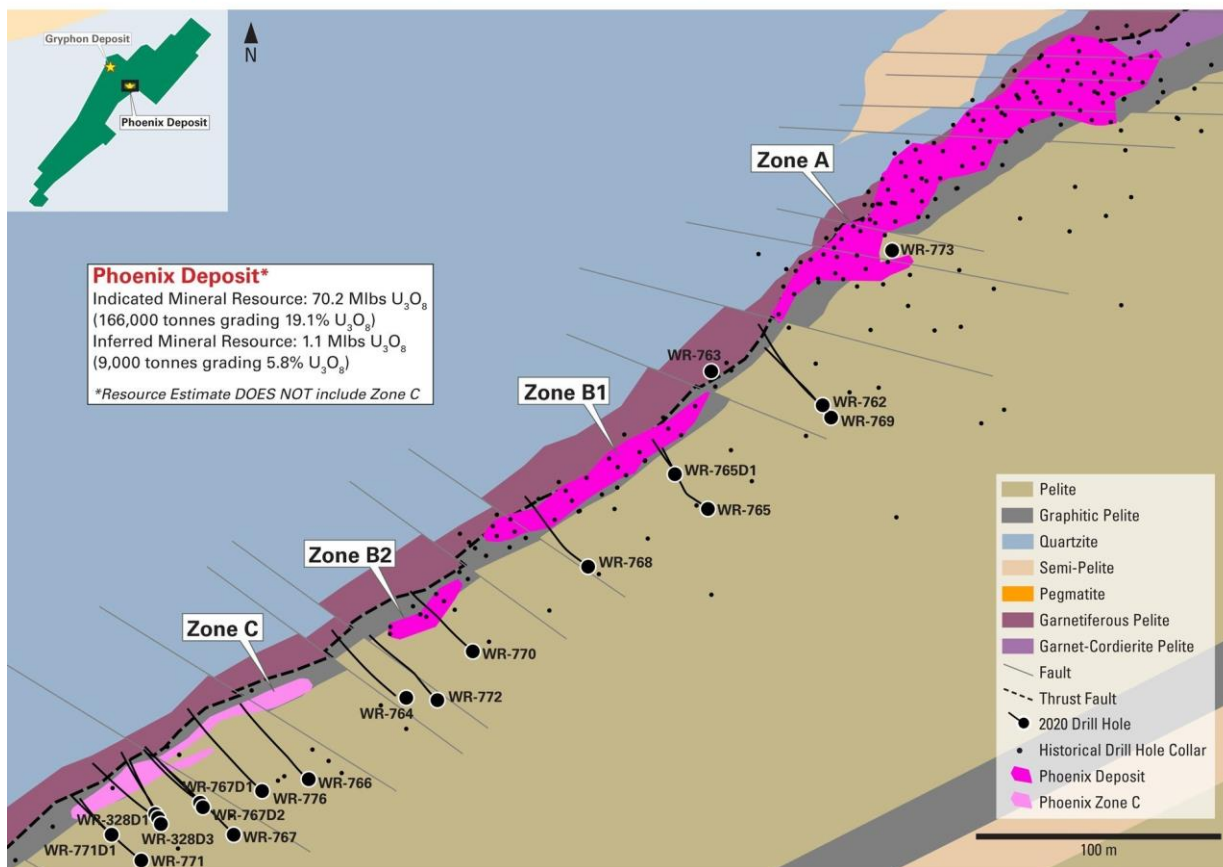 Gryphon Deposit
Phoenix Deposit
N
Phoenix Deposit*
Indicated Mineral Resource: 70.2 Mlbs U₃O₈
(166,000 tonnes grading 19.1% U₃O₈)
Inferred Mineral Resource: 1.1 Mlbs U₃O₈
(9,000 tonnes grading 5.8% U₃O₈)
*Resource Estimate DOES NOT include Zone C
Zone A
WR-773
WR-763
WR-762
WR-769
Zone B1
WR-765D1
WR-765
WR-768
Zone B2
WR-770
WR-772
WR-764
Zone C
WR-766
WR-776
WR-767D1
WR-767D2
WR-767
WR-328D1
WR-328D3
WR-771D1
WR-771
Pelite
Graphitic Pelite
Quartzite
Semi-Pelite
Pegmatite
Garnetiferous Pelite
Garnet-Cordierite Pelite
Fault
Thrust Fault
2020 Drill Hole
Historical Drill Hole Collar
Phoenix Deposit
Phoenix Zone C
100 m